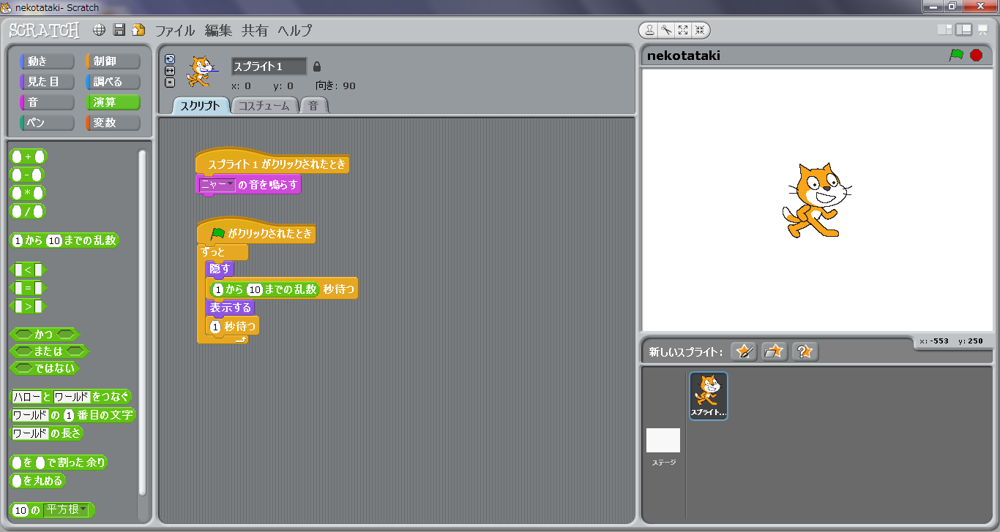 nekotataki- Scratch
SCRATCH ファイル 編集 共有 ヘルプ
動き 制御
見た目 調べる
音 演算
ペン 変数
+
-
*
/
1 から 10 までの乱数
<
=
>
かつ
または
ではない
ハロー と ワールド をつなぐ
ワールド の 1 番目の文字
ワールド の長さ
を で割った余り
を丸める
10 の 平方根
スプライト1
x: 0 y: 0 向き: 90
スクリプト コスチューム 音
スプライト1 がクリックされたとき
ニャー の音を鳴らす
がクリックされたとき
ずっと
隠す
1 から 10 までの乱数 秒待つ
表示する
1 秒待つ
nekotataki
x: -553 y: 250
新しいスプライト:
スプライト...
ステージ